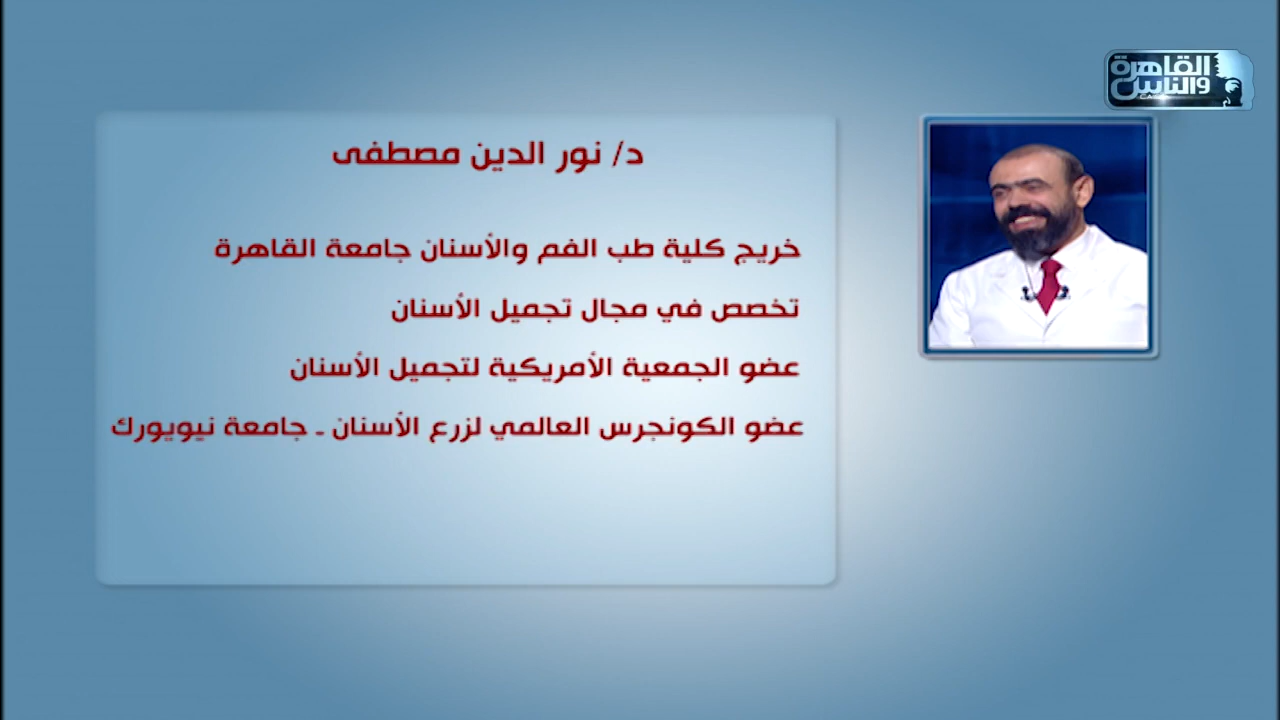 القاهرة
والناس
د/ نور الدين مصطفى
خريج كلية طب الفم والأسنان جامعة القاهرة
تخصص في مجال تجميل الأسنان
عضو الجمعية الأمريكية لتجميل الأسنان
عضو الكونجرس العالمي لزرع الأسنان - جامعة نيويورك